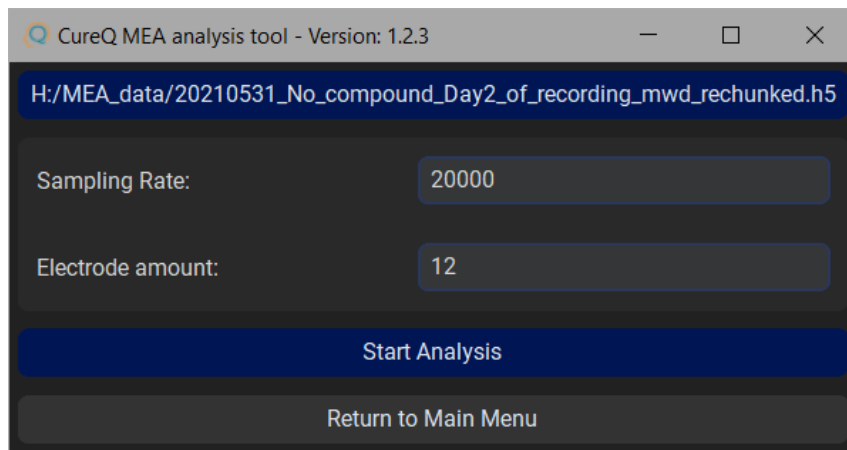 CureQ MEA analysis tool - Version: 1.2.3
H:/MEA_data/20210531_No_compound_Day2_of_recording_mwd_rechunked.h5
Sampling Rate: 20000
Electrode amount: 12
Start Analysis
Return to Main Menu